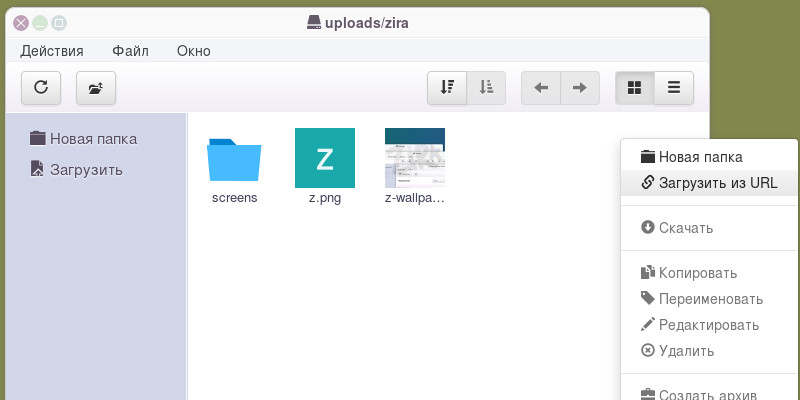 uploads/zira
Действия Файл Окно
Новая папка
Загрузить
Z
screens
z.png
z-wallpa...
Новая папка
Загрузить из URL
Скачать
Копировать
Переименовать
Редактировать
Удалить
Создать архив